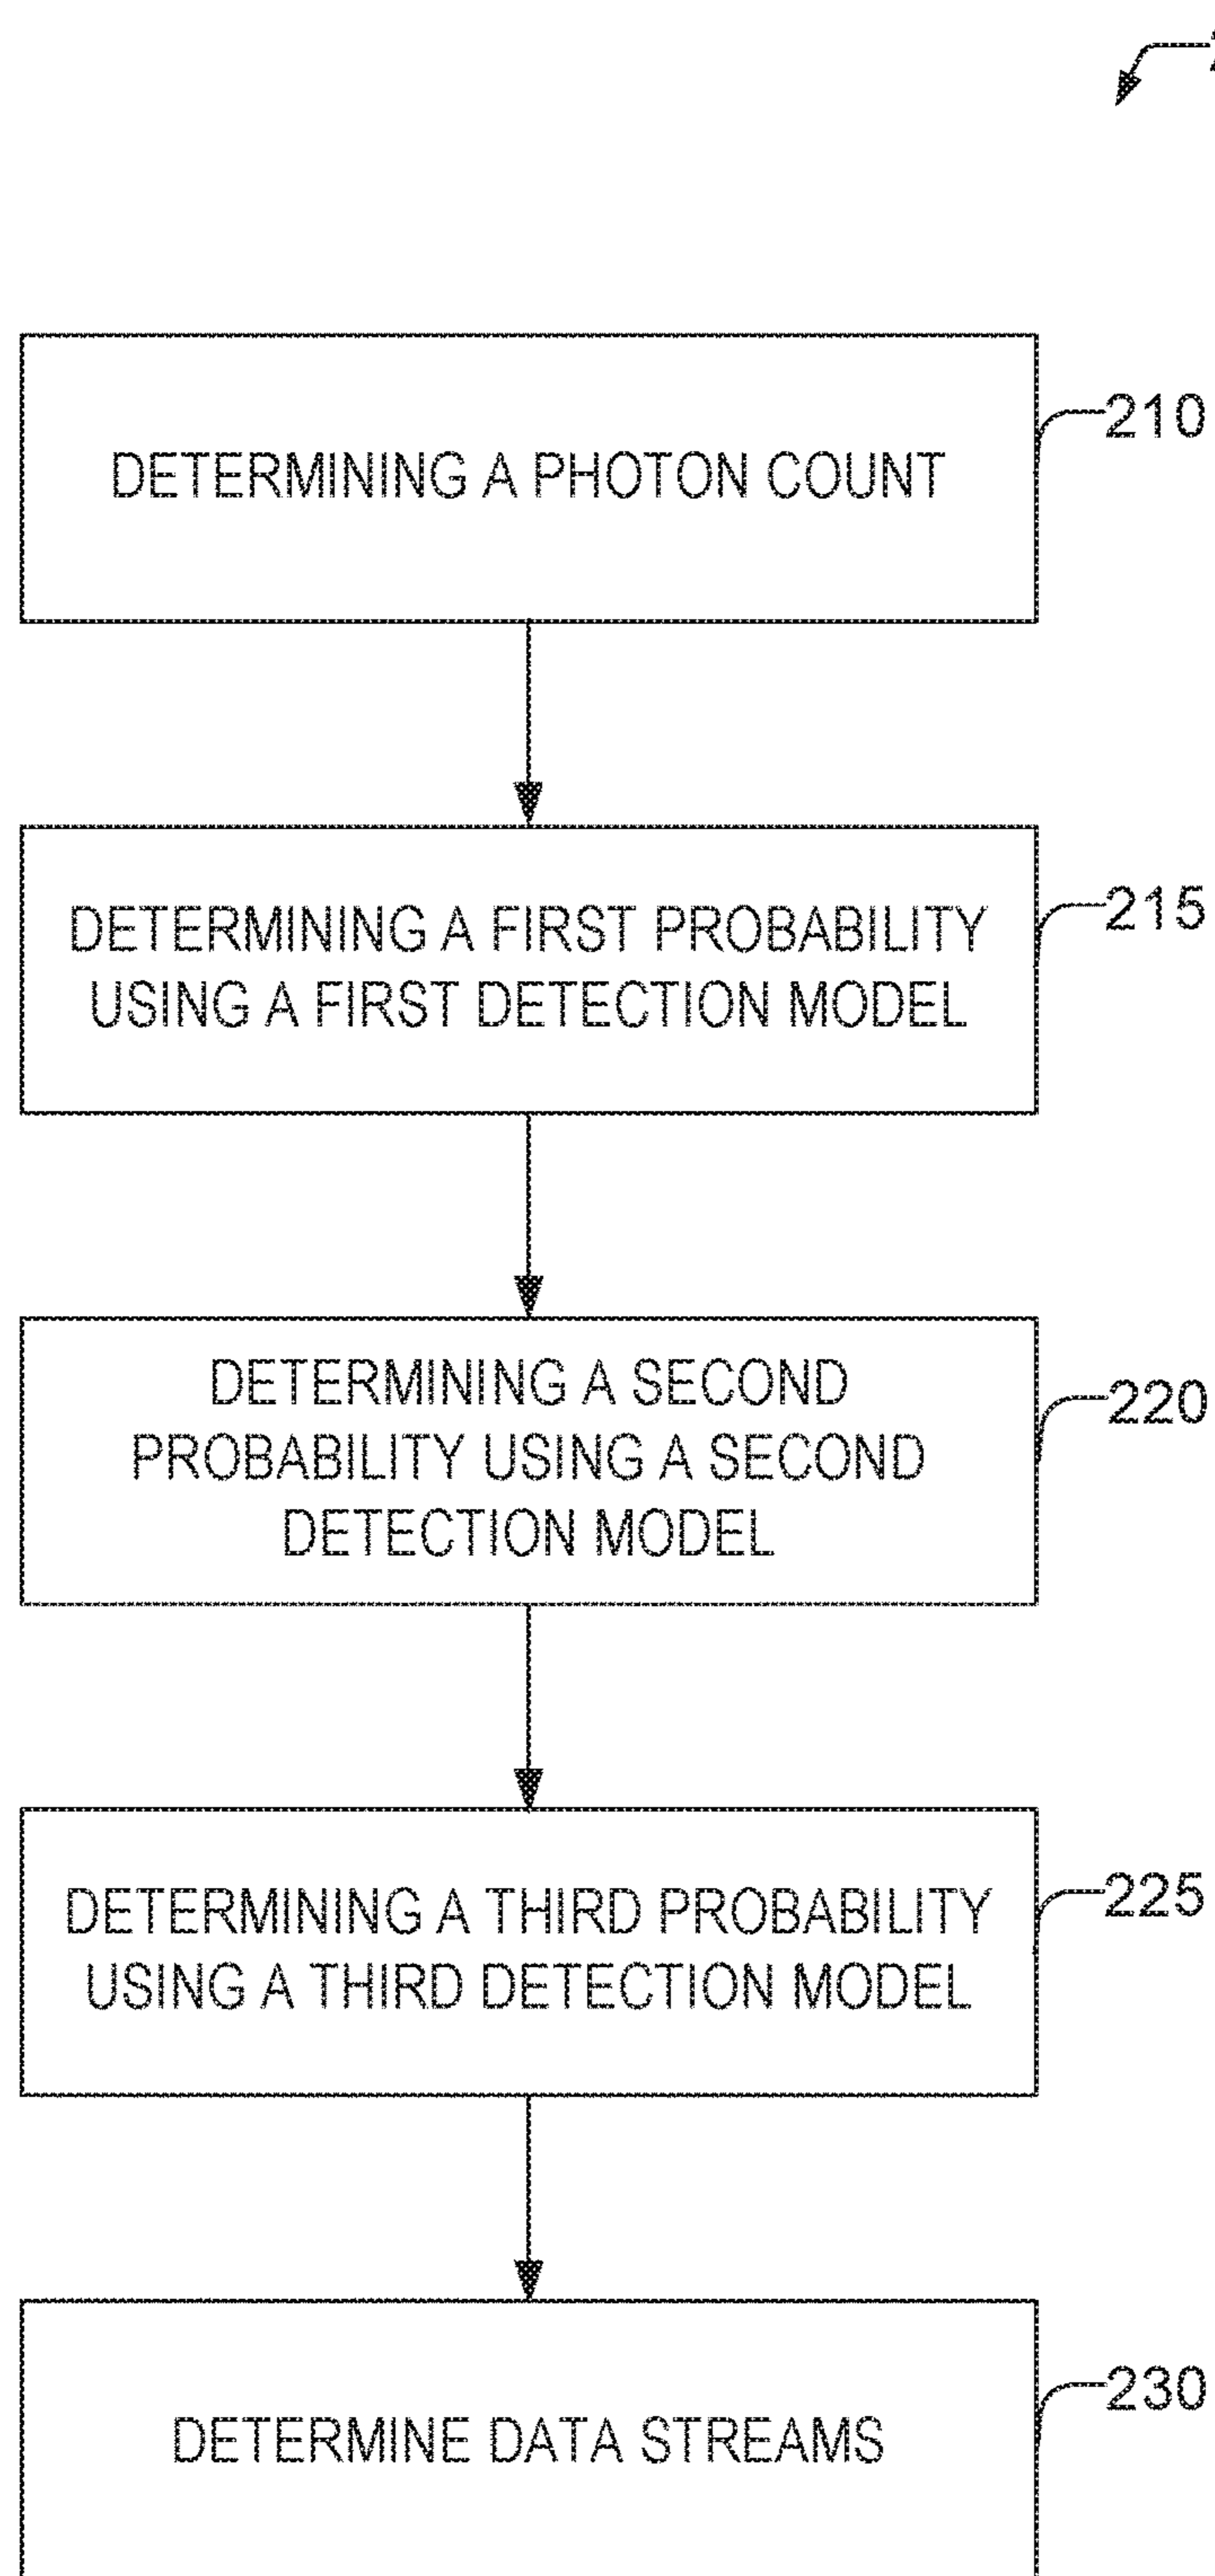 DETERMINING A PHOTON COUNT
210
DETERMINING A FIRST PROBABILITY
USING A FIRST DETECTION MODEL
215
DETERMINING A SECOND
PROBABILITY USING A SECOND
DETECTION MODEL
220
DETERMINING A THIRD PROBABILITY
USING A THIRD DETECTION MODEL
225
DETERMINE DATA STREAMS
230